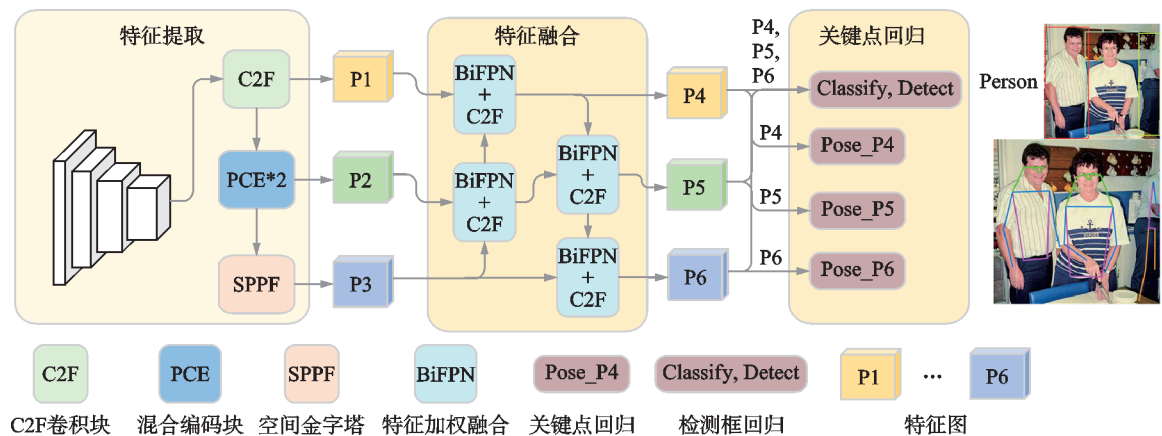 特征提取
特征融合
关键点回归
C2F
PCE*2
SPPF
P1
P2
P3
BiFPN
+
C2F
BiFPN
+
C2F
BiFPN
+
C2F
BiFPN
+
C2F
P4
P5
P6
P4,
P5,
P6
P4
P5
P6
Classify, Detect
Pose_P4
Pose_P5
Pose_P6
Person
C2F
PCE
SPPF
BiFPN
Pose_P4
Classify, Detect
P1
···
P6
C2F卷积块
混合编码块
空间金字塔
特征加权融合
关键点回归
检测框回归
特征图